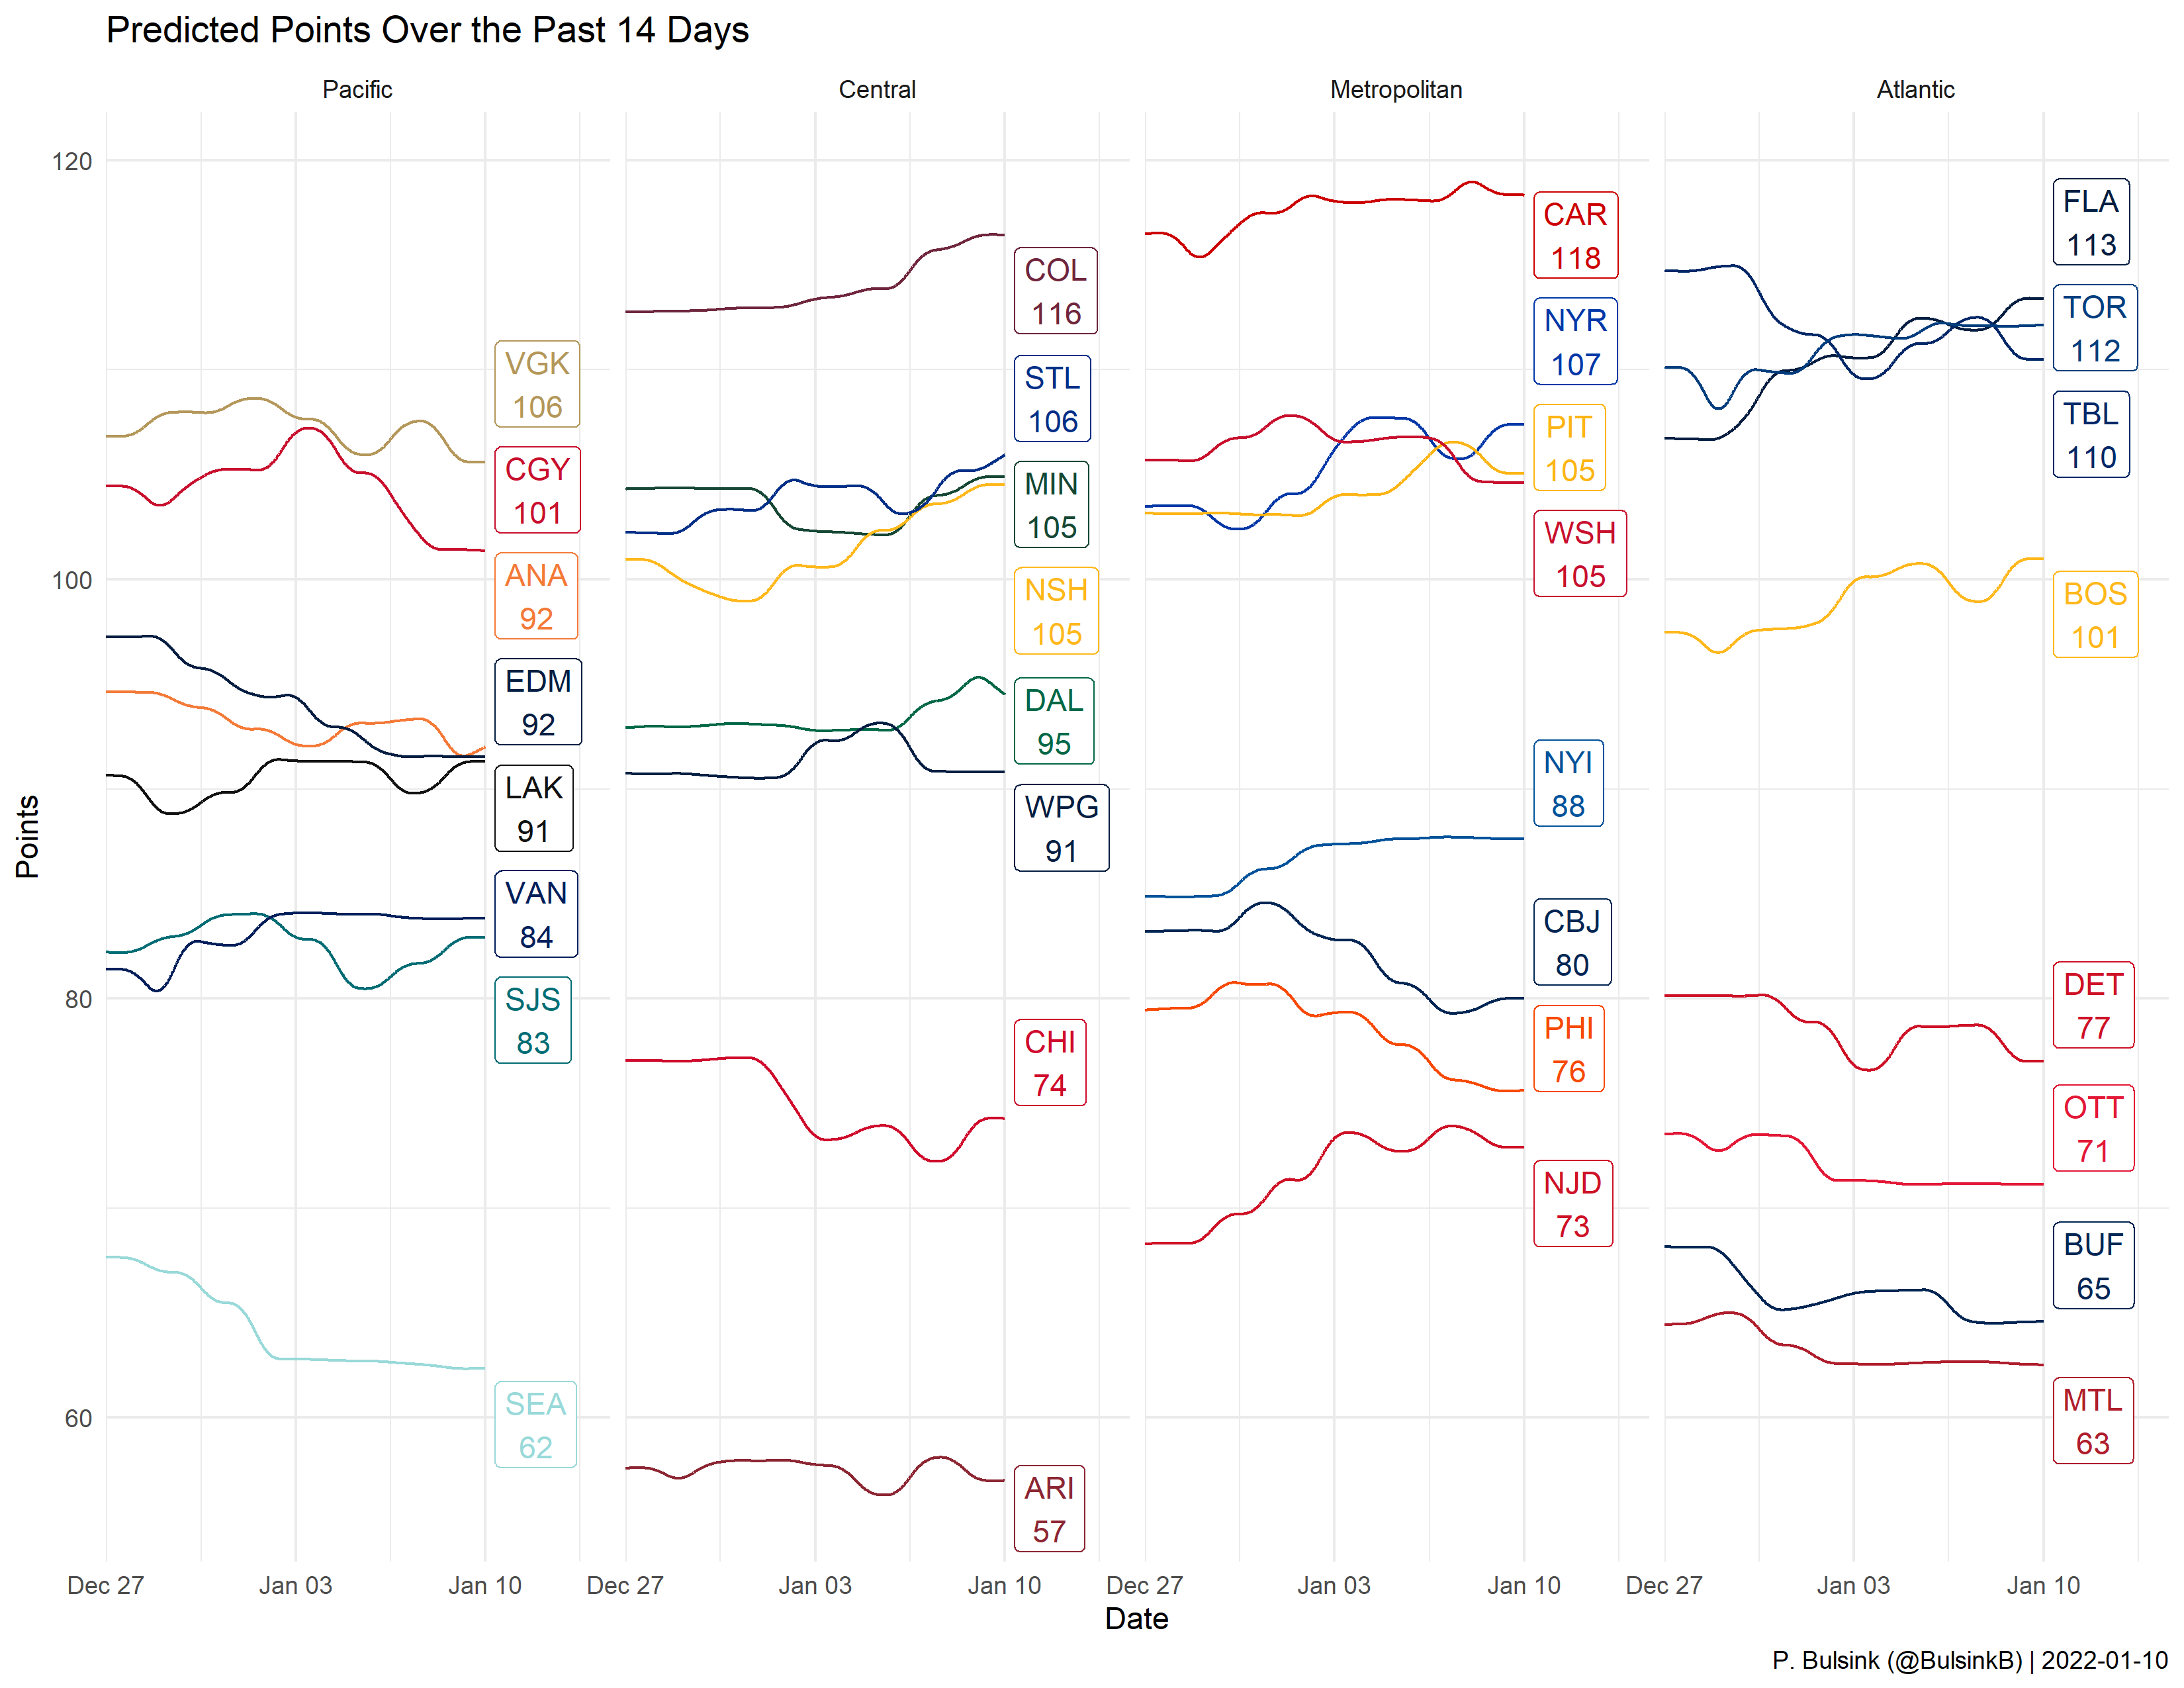 Predicted Points Over the Past 14 Days
Pacific
Central
Metropolitan
Atlantic
Points
120
100
80
60
VGK
106
CGY
101
ANA
92
EDM
92
LAK
91
VAN
84
SJS
83
SEA
62
COL
116
STL
106
MIN
105
NSH
105
DAL
95
WPG
91
CHI
74
ARI
57
CAR
118
NYR
107
PIT
105
WSH
105
NYI
88
CBJ
80
PHI
76
NJD
73
FLA
113
TOR
112
TBL
110
BOS
101
DET
77
OTT
71
BUF
65
MTL
63
Dec 27 Jan 03 Jan 10 Dec 27 Jan 03 Jan 10 Dec 27 Jan 03 Jan 10 Dec 27 Jan 03 Jan 10
Date
P. Bulsink (@BulsinkB) | 2022-01-10